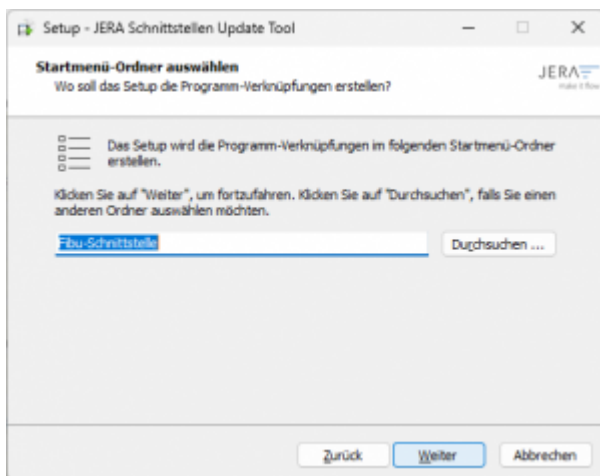 Setup - JERA Schnittstellen Update Tool
Startmenü-Ordner auswählen
Wo soll das Setup die Programm-Verknüpfungen erstellen?
JERA
make it flow
Das Setup wird die Programm-Verknüpfungen im folgenden Startmenü-Ordner
erstellen.
Klicken Sie auf "Weiter", um fortzufahren. Klicken Sie auf "Durchsuchen", falls Sie einen
anderen Ordner auswählen möchten.
Fibu-Schnittstelle
Durchsuchen ...
Zurück
Weiter
Abbrechen